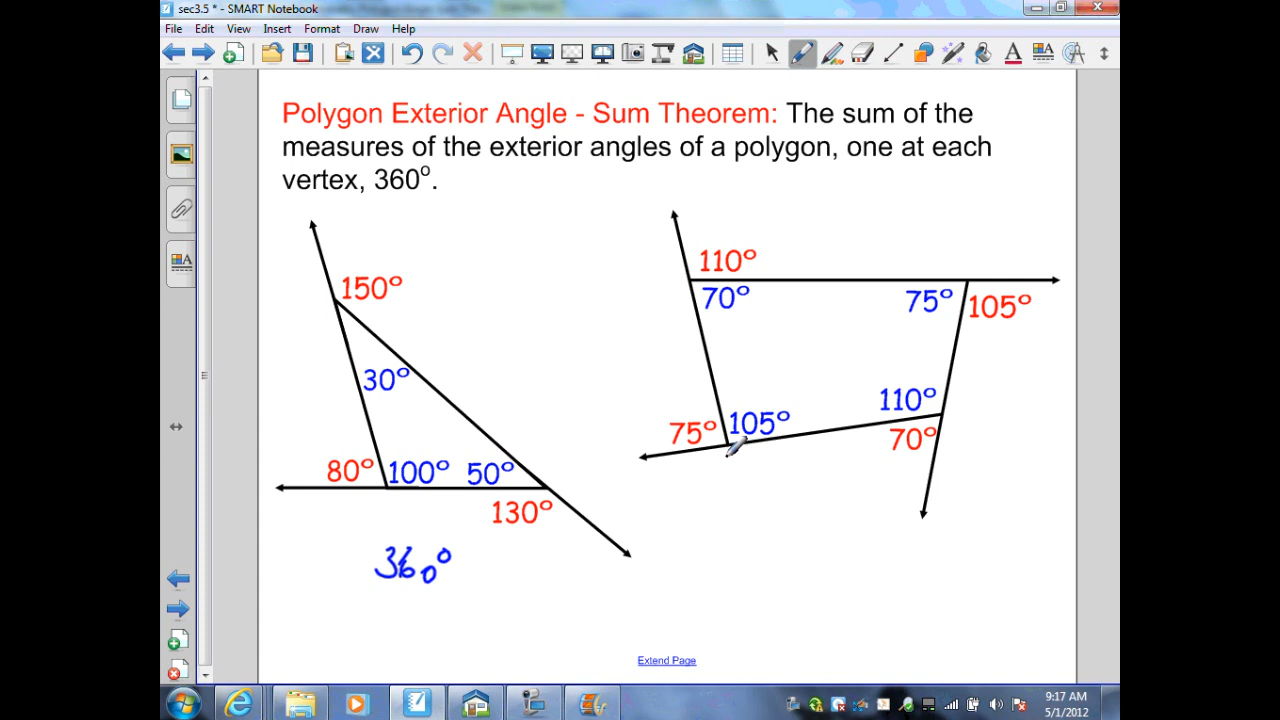 sec3.5 * - SMART Notebook
File Edit View Insert Format Draw Help
Polygon Exterior Angle - Sum Theorem: The sum of the
measures of the exterior angles of a polygon, one at each
vertex, 360°.
110°
150°
70°
75°
105°
30°
110°
105°
75°
70°
80°
100°
50°
130°
360°
Extend Page
9:17 AM
5/1/2012